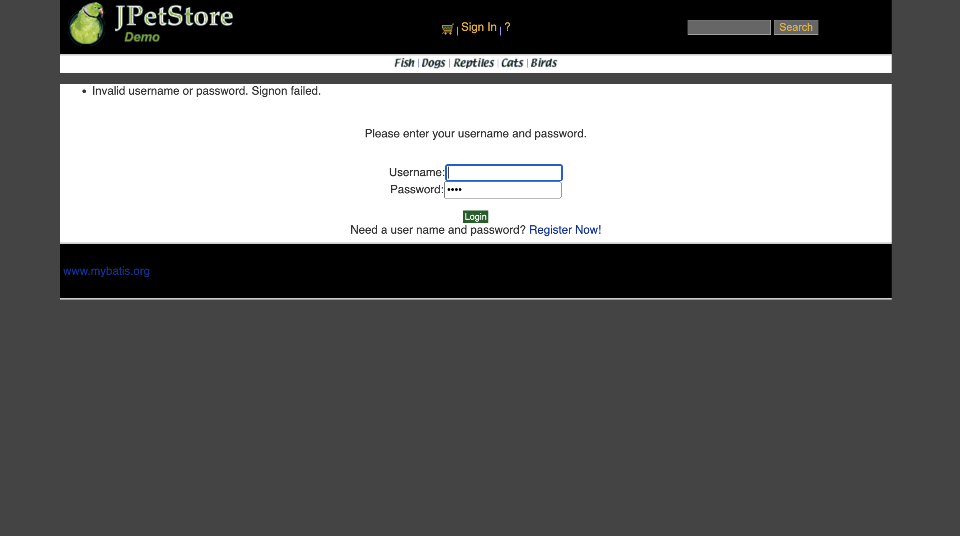 JPetStore
Demo
| Sign In | ?
Search
Fish | Dogs | Reptiles | Cats | Birds
• Invalid username or password. Signon failed.
Please enter your username and password.
Username:
Password: ••••
Login
Need a user name and password? Register Now!
www.mybatis.org